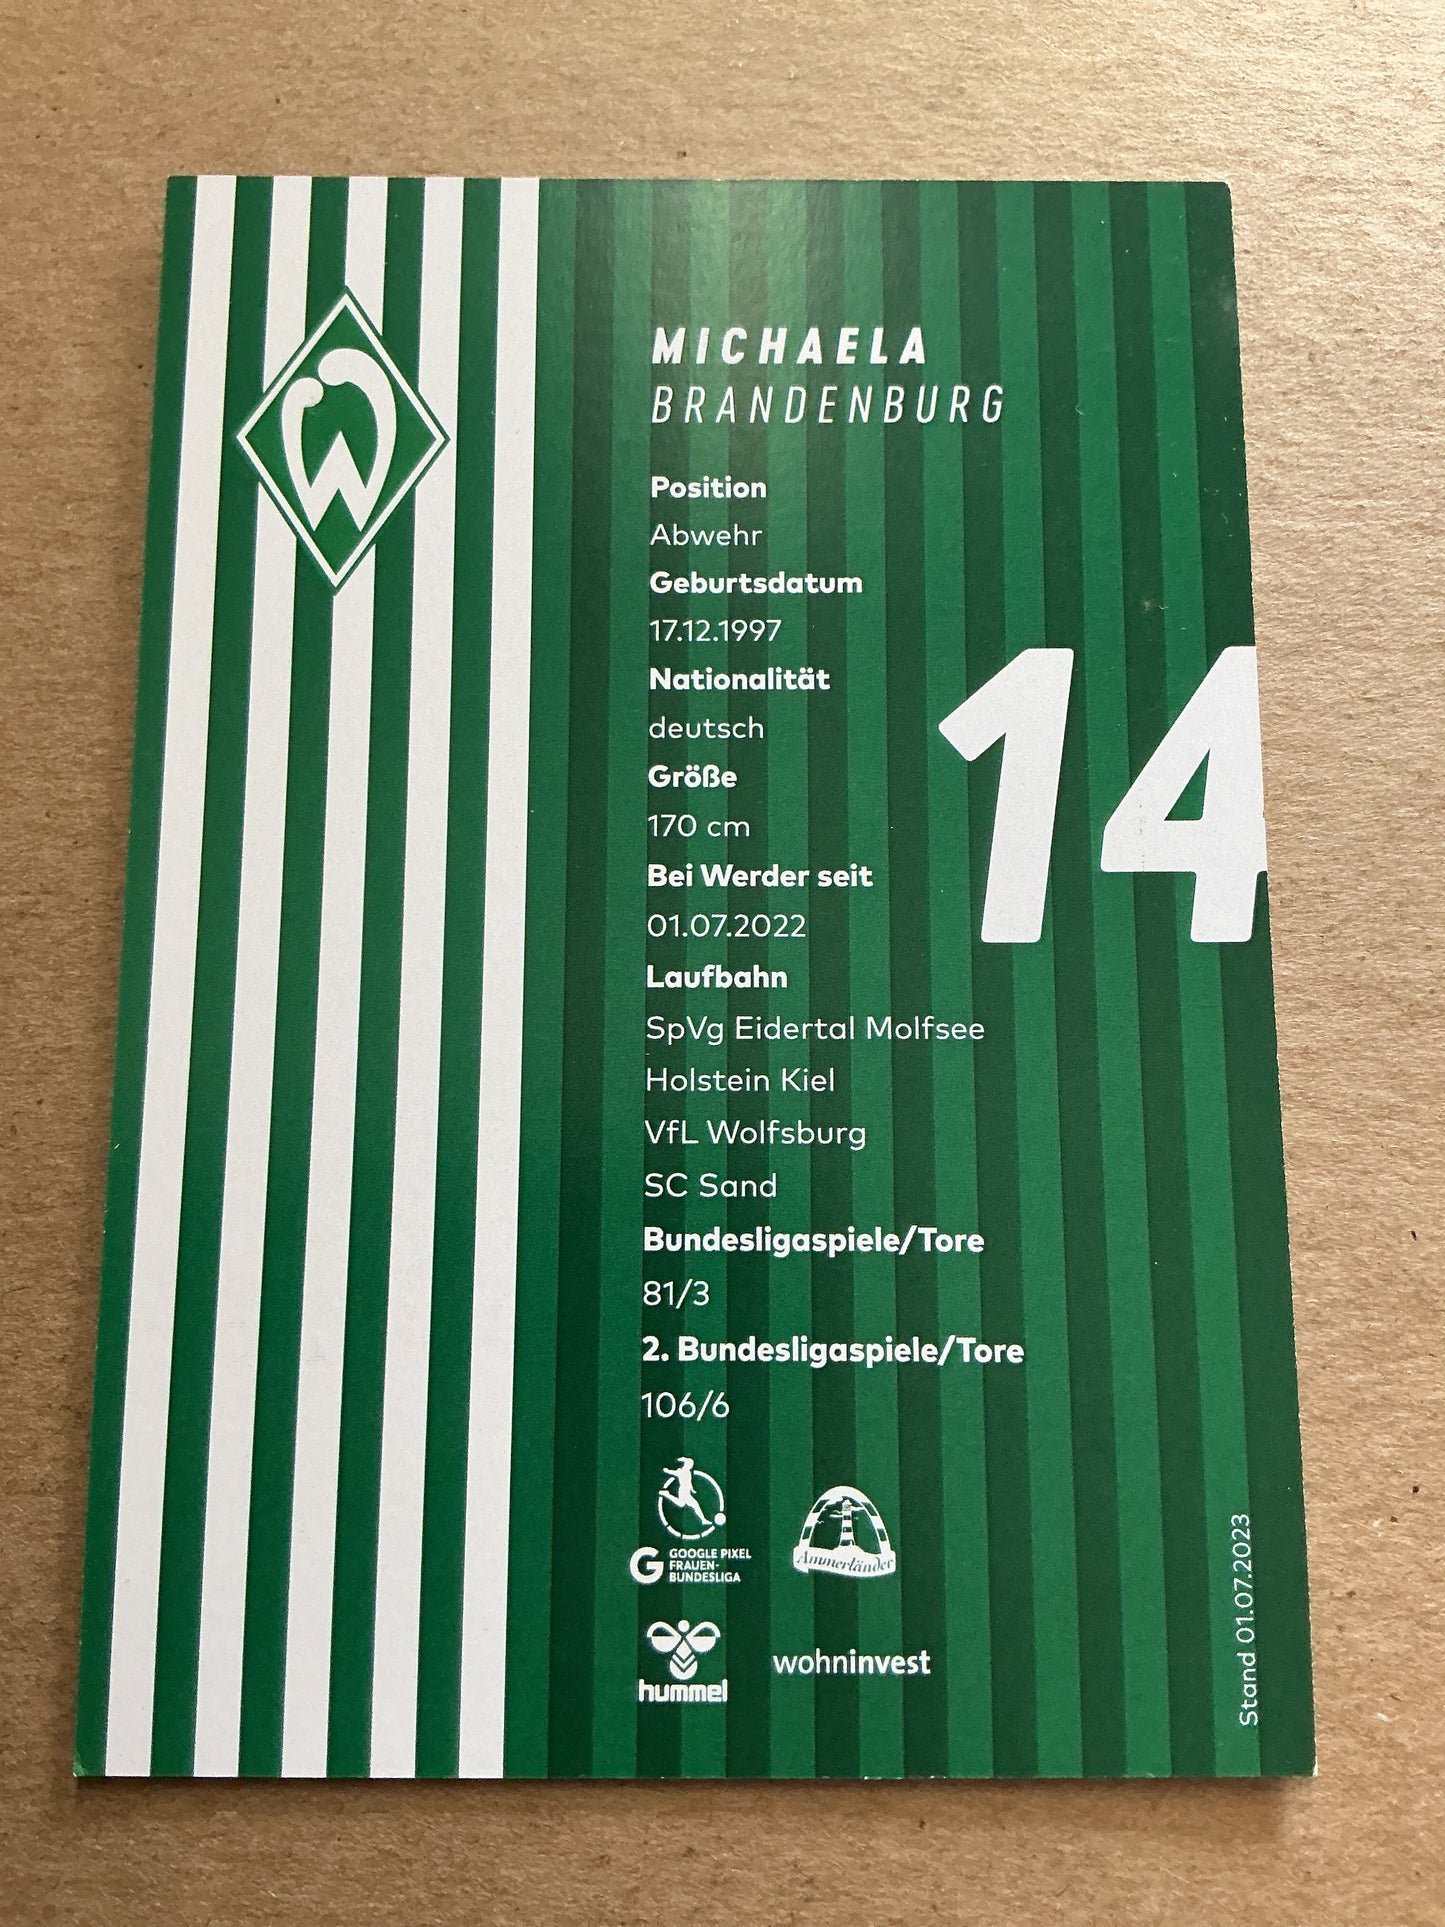 MICHAELA
BRANDENBURG
Position
Abwehr
Geburtsdatum
17.12.1997
Nationalität
deutsch
Größe
170 cm
Bei Werder seit
01.07.2022
Laufbahn
SpVg Eidertal Molfsee
Holstein Kiel
VfL Wolfsburg
SC Sand
Bundesligaspiele/Tore
81/3
2. Bundesligaspiele/Tore
106/6
14
W
G GOOGLE PIXEL
FRAUEN-
BUNDESLIGA
Ammerländer
hummel
wohninvest
Stand 01.07.2023